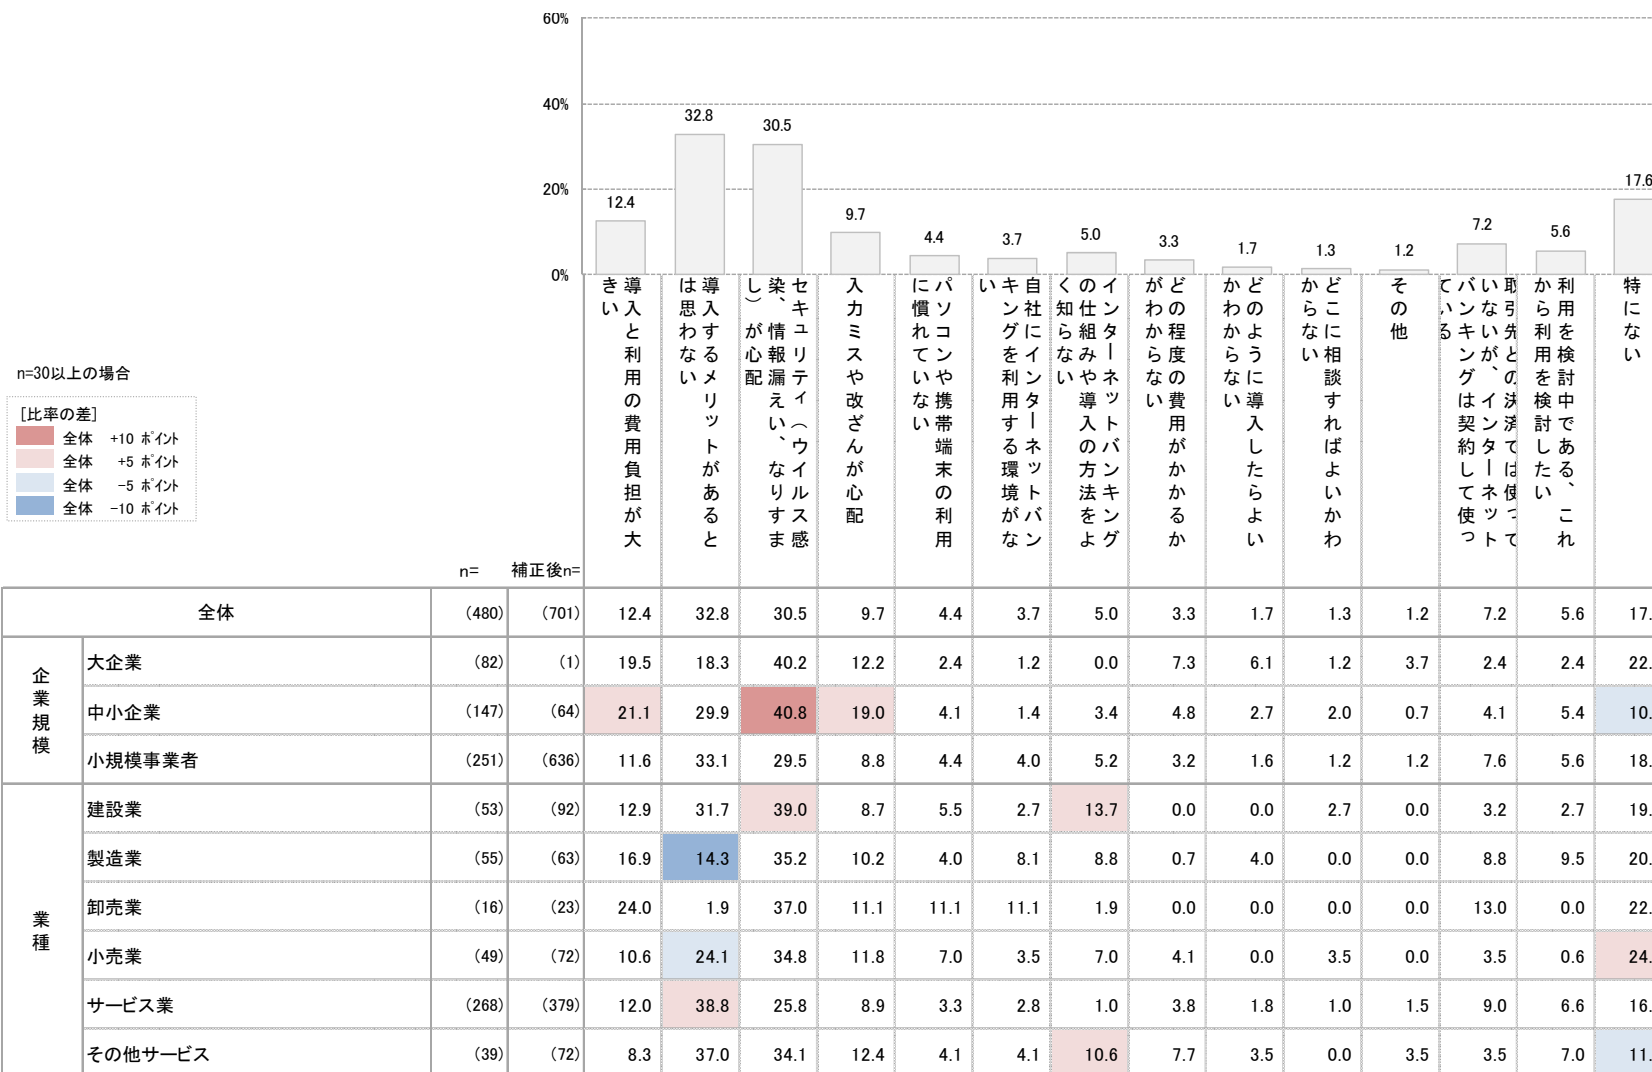 60%
40%
20%
0%
12.4
32.8
30.5
9.7
4.4
3.7
5.0
3.3
1.7
1.3
1.2
7.2
5.6
17.6
導入と利用の費用負担が大きい
導入するメリットがあるとは思わない
セキュリティ（ウイルス感染、情報漏えい、なりすまし）が心配
入力ミスや改ざんが心配
パソコンや携帯端末の利用に慣れていない
自社にインターネットバンキングを利用する環境がない
インターネットバンキングの仕組みや導入の方法をよく知らない
どの程度の費用がかかるかがわからない
どのように導入したらよいかわからない
どこに相談すればよいかわからない
その他
取引先との決済では使っていないが、インターネットバンキングは契約して使っている
利用を検討中である、これから利用を検討したい
特にない
n=30以上の場合
[比率の差]
全体 +10 ﾎﾟｲﾝﾄ
全体 +5 ﾎﾟｲﾝﾄ
全体 -5 ﾎﾟｲﾝﾄ
全体 -10 ﾎﾟｲﾝﾄ
n= 補正後n=
全体 (480) (701) 12.4 32.8 30.5 9.7 4.4 3.7 5.0 3.3 1.7 1.3 1.2 7.2 5.6 17.
企業規模
大企業 (82) (1) 19.5 18.3 40.2 12.2 2.4 1.2 0.0 7.3 6.1 1.2 3.7 2.4 2.4 22.
中小企業 (147) (64) 21.1 29.9 40.8 19.0 4.1 1.4 3.4 4.8 2.7 2.0 0.7 4.1 5.4 10.
小規模事業者 (251) (636) 11.6 33.1 29.5 8.8 4.4 4.0 5.2 3.2 1.6 1.2 1.2 7.6 5.6 18.
業種
建設業 (53) (92) 12.9 31.7 39.0 8.7 5.5 2.7 13.7 0.0 0.0 2.7 0.0 3.2 2.7 19.
製造業 (55) (63) 16.9 14.3 35.2 10.2 4.0 8.1 8.8 0.7 4.0 0.0 0.0 8.8 9.5 20.
卸売業 (16) (23) 24.0 1.9 37.0 11.1 11.1 11.1 1.9 0.0 0.0 0.0 0.0 13.0 0.0 22.
小売業 (49) (72) 10.6 24.1 34.8 11.8 7.0 3.5 7.0 4.1 0.0 3.5 0.0 3.5 0.6 24.
サービス業 (268) (379) 12.0 38.8 25.8 8.9 3.3 2.8 1.0 3.8 1.8 1.0 1.5 9.0 6.6 16.
その他サービス (39) (72) 8.3 37.0 34.1 12.4 4.1 4.1 10.6 7.7 3.5 0.0 3.5 3.5 7.0 11.